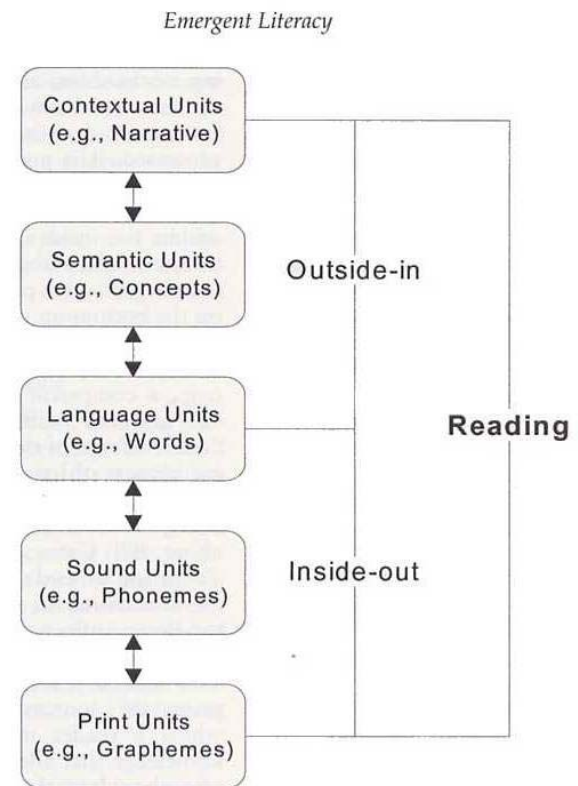 Emergent Literacy
Contextual Units
(e.g., Narrative)
Semantic Units
(e.g., Concepts)
Outside-in
Language Units
(e.g., Words)
Reading
Sound Units
(e.g., Phonemes)
Inside-out
Print Units
(e.g., Graphemes)